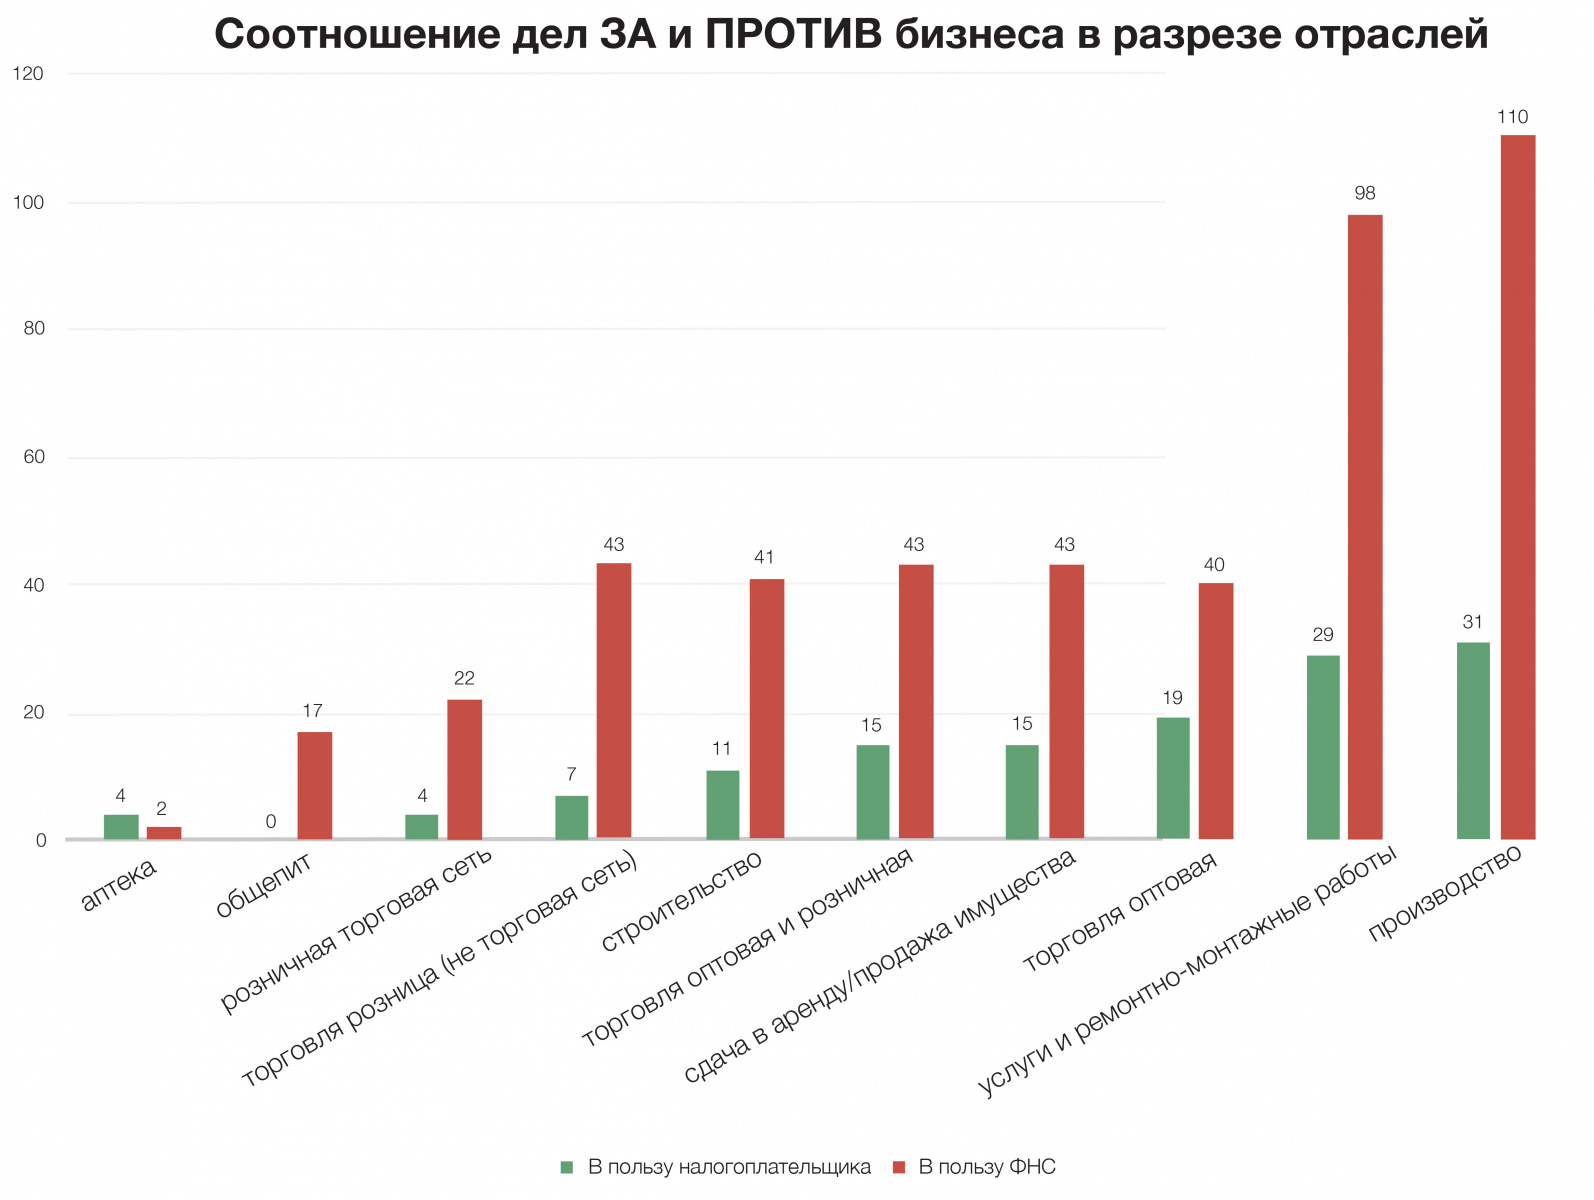 Соотношение дел ЗА и ПРОТИВ бизнеса в разрезе отраслей
120
100
80
60
40
20
0
4
2
0
17
4
22
7
43
11
41
15
43
15
43
19
40
29
98
31
110
аптека
общепит
розничная торговая сеть
торговля розница (не торговая сеть)
строительство
торговля оптовая и розничная
сдача в аренду/продажа имущества
торговля оптовая
услуги и ремонтно-монтажные работы
производство
В пользу налогоплательщика
В пользу ФНС